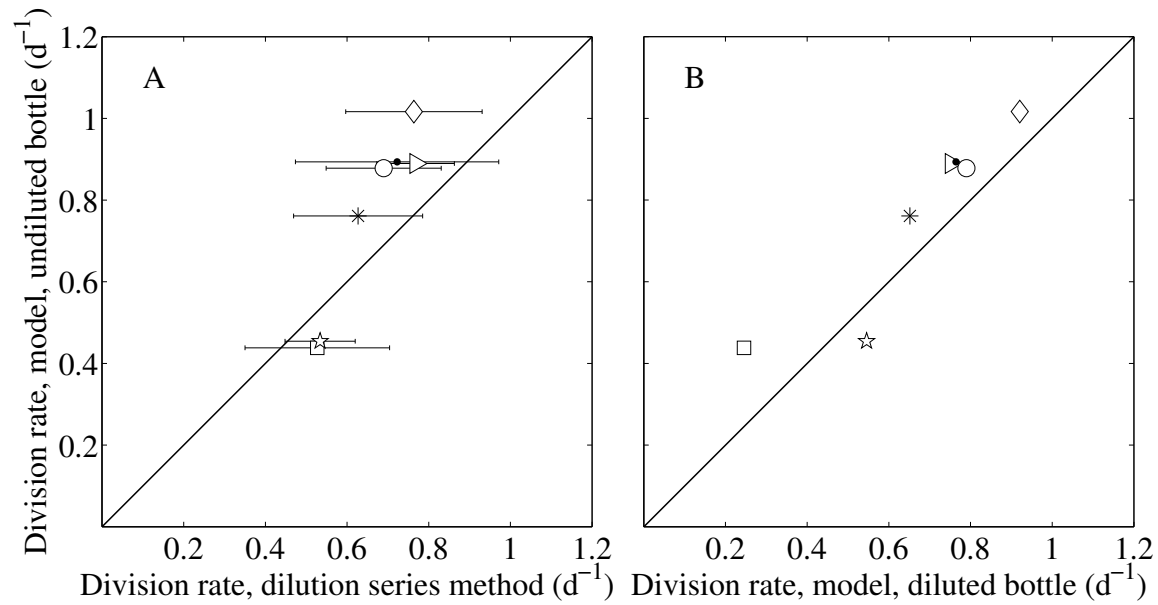 Division rate, model, undiluted bottle (d⁻¹)
1.2
1
0.8
0.6
0.4
0.2
A
0.2 0.4 0.6 0.8 1 1.2
Division rate, dilution series method (d⁻¹)
B
0.2 0.4 0.6 0.8 1 1.2
Division rate, model, diluted bottle (d⁻¹)